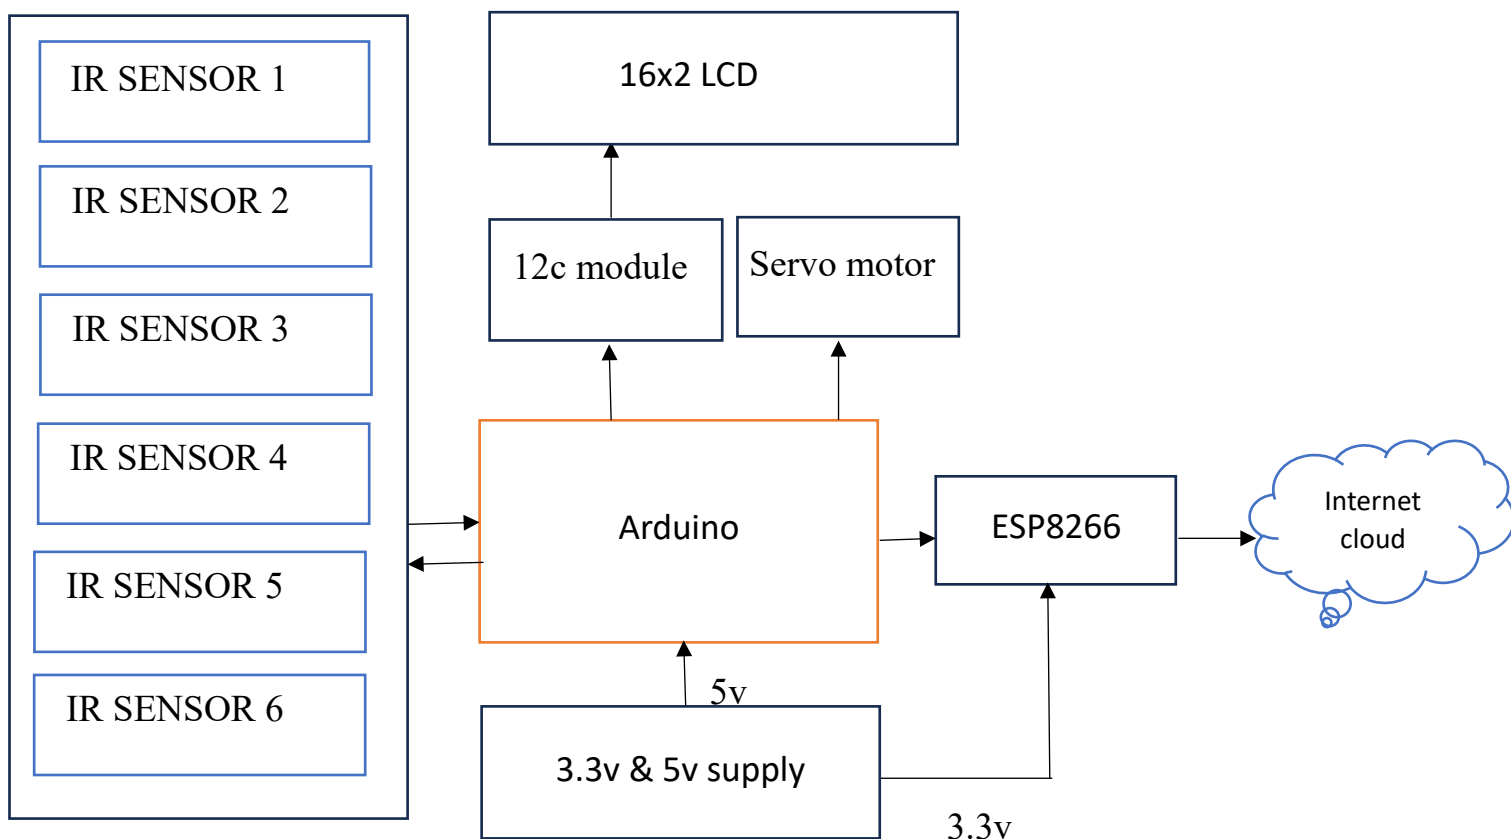 IR SENSOR 1
IR SENSOR 2
IR SENSOR 3
IR SENSOR 4
IR SENSOR 5
IR SENSOR 6
16x2 LCD
12c module
Servo motor
Arduino
ESP8266
Internet
cloud
5v
3.3v & 5v supply
3.3v